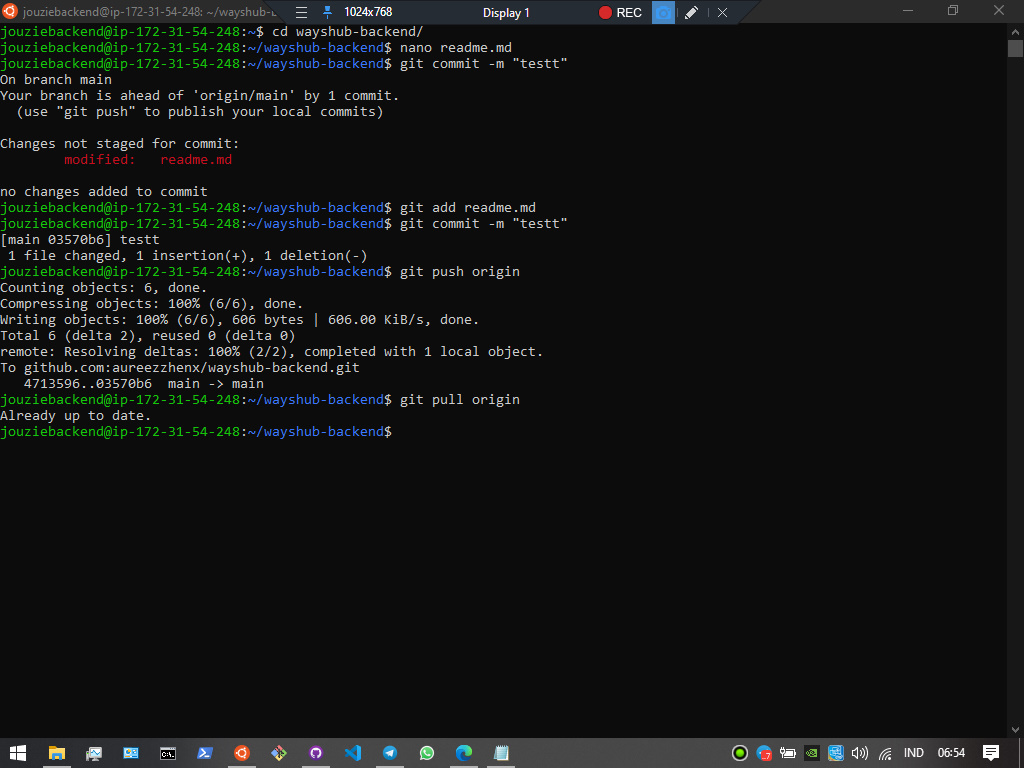 jouziebackend@ip-172-31-54-248: ~/wayshub-b
1024x768
Display 1
REC
jouziebackend@ip-172-31-54-248:~$ cd wayshub-backend/
jouziebackend@ip-172-31-54-248:~/wayshub-backend$ nano readme.md
jouziebackend@ip-172-31-54-248:~/wayshub-backend$ git commit -m "testt"
On branch main
Your branch is ahead of 'origin/main' by 1 commit.
  (use "git push" to publish your local commits)
Changes not staged for commit:
        modified:   readme.md
no changes added to commit
jouziebackend@ip-172-31-54-248:~/wayshub-backend$ git add readme.md
jouziebackend@ip-172-31-54-248:~/wayshub-backend$ git commit -m "testt"
[main 03570b6] testt
 1 file changed, 1 insertion(+), 1 deletion(-)
jouziebackend@ip-172-31-54-248:~/wayshub-backend$ git push origin
Counting objects: 6, done.
Compressing objects: 100% (6/6), done.
Writing objects: 100% (6/6), 606 bytes | 606.00 KiB/s, done.
Total 6 (delta 2), reused 0 (delta 0)
remote: Resolving deltas: 100% (2/2), completed with 1 local object.
To github.com:aureezzhenx/wayshub-backend.git
   4713596..03570b6  main -> main
jouziebackend@ip-172-31-54-248:~/wayshub-backend$ git pull origin
Already up to date.
jouziebackend@ip-172-31-54-248:~/wayshub-backend$
IND
06:54